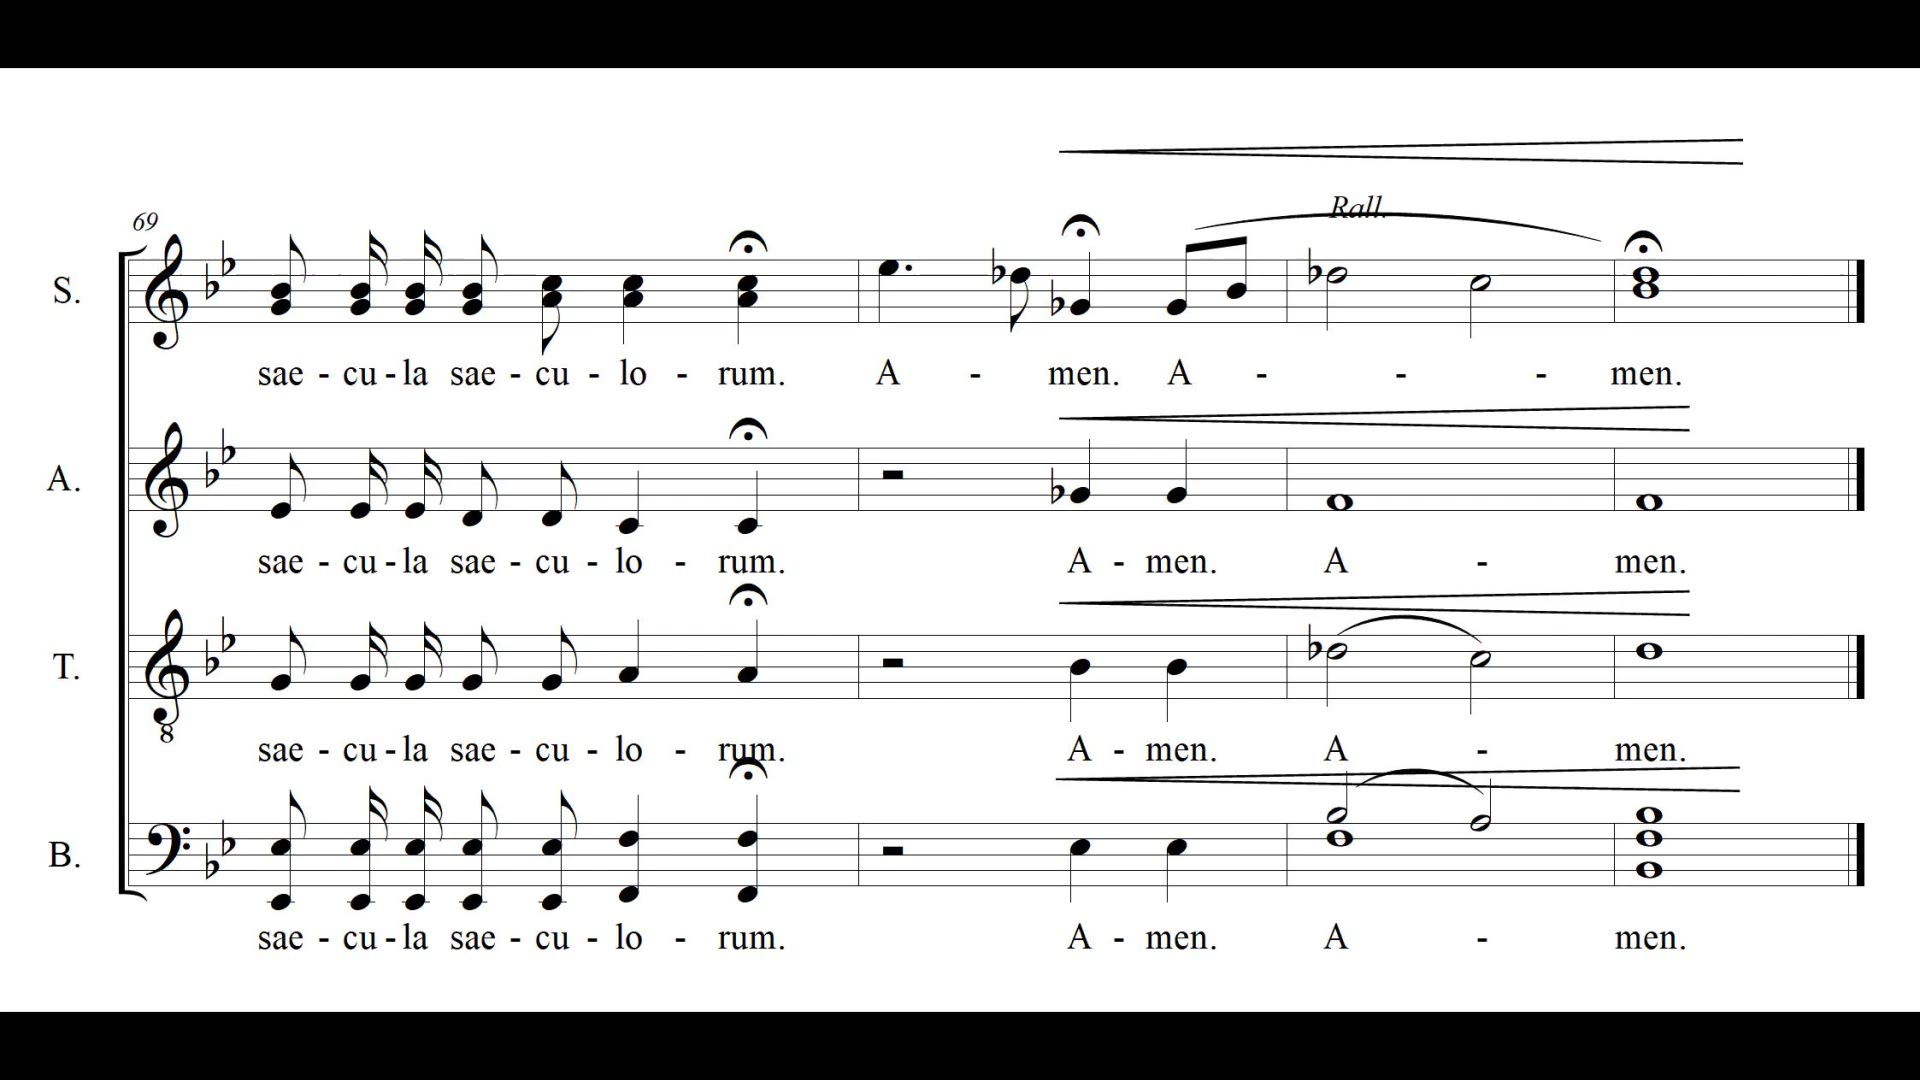 69
Rall.
S.
sae - cu - la sae - cu - lo - rum. A - men. A - - - men.
A.
sae - cu - la sae - cu - lo - rum. A - men. A - men.
T.
8
sae - cu - la sae - cu - lo - rum. A - men. A - men.
B.
sae - cu - la sae - cu - lo - rum. A - men. A - men.